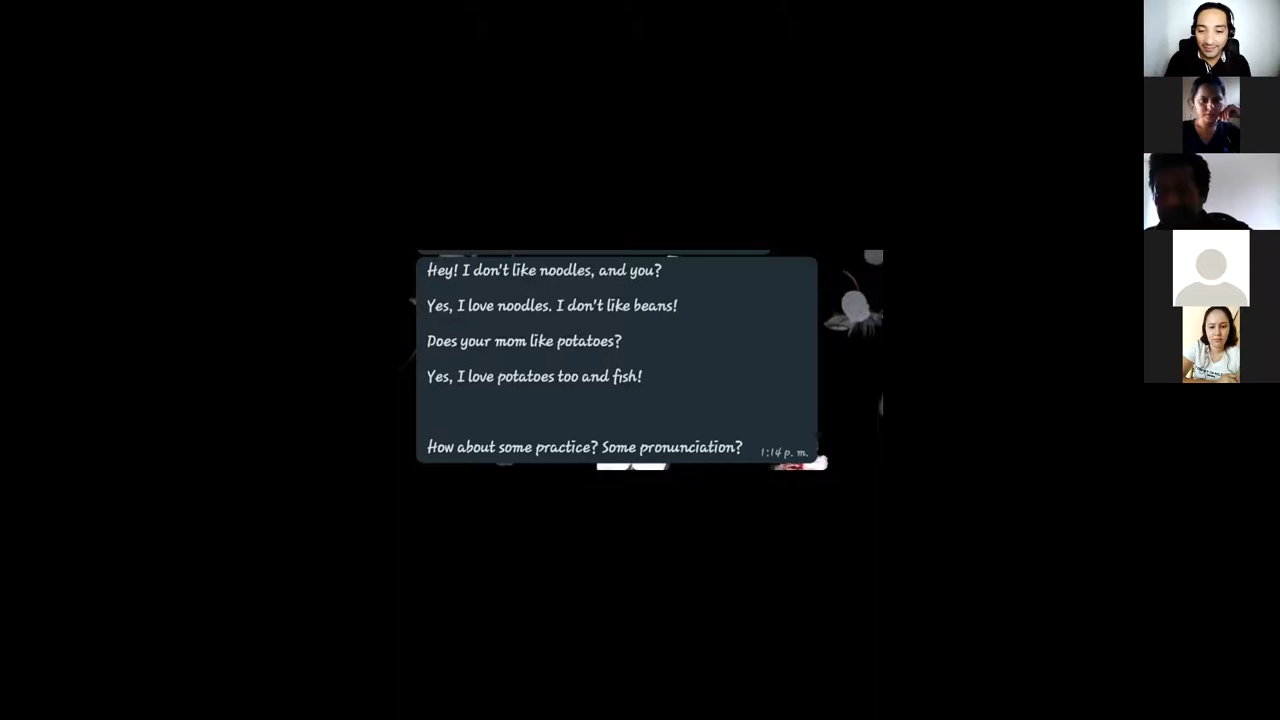 Hey! I don't like noodles, and you?
Yes, I love noodles. I don't like beans!
Does your mom like potatoes?
Yes, I love potatoes too and fish!
How about some practice? Some pronunciation?
1:14 p. m.